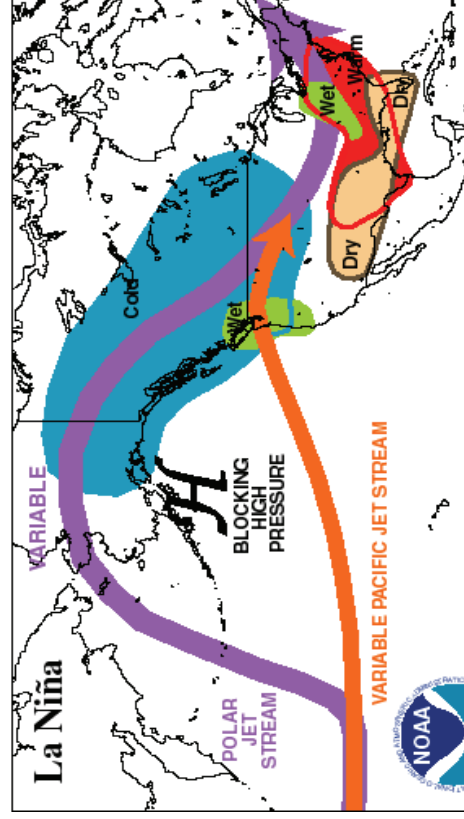 La Niña
VARIABLE
POLAR
JET
STREAM
H
BLOCKING
HIGH
PRESSURE
Cold
Wet
Wet
Warm
Dry
Dry
VARIABLE PACIFIC JET STREAM
NOAA